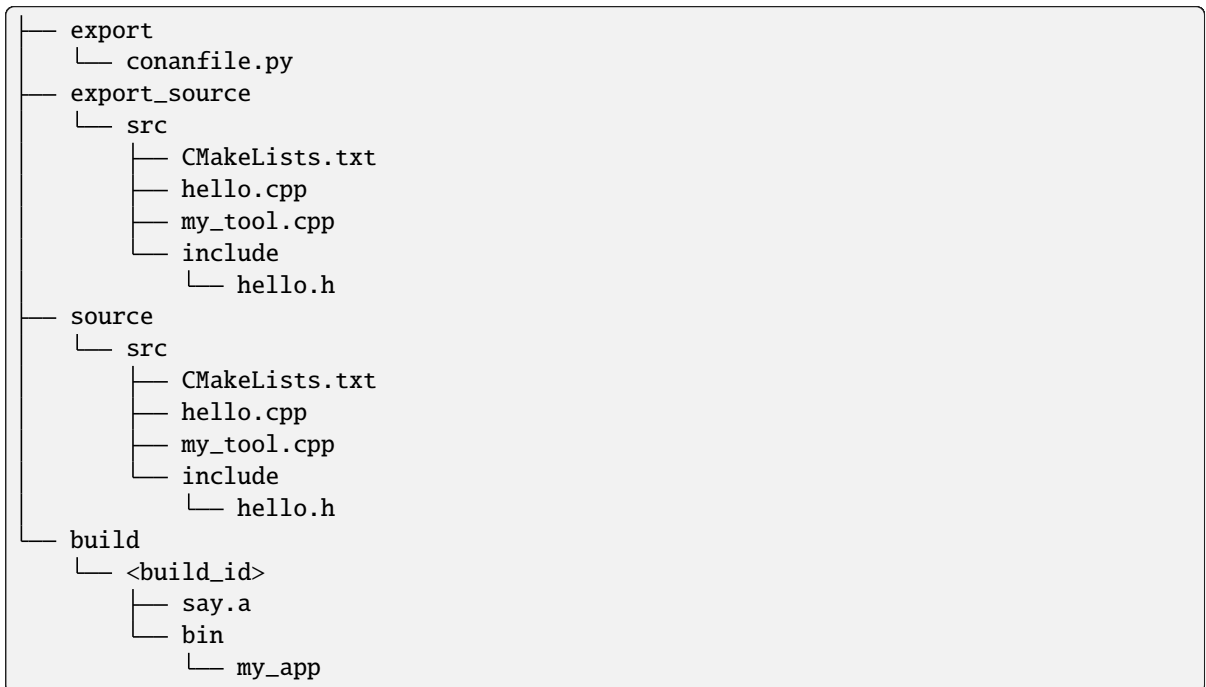 ├── export
│   └── conanfile.py
├── export_source
│   └── src
│       ├── CMakeLists.txt
│       ├── hello.cpp
│       ├── my_tool.cpp
│       └── include
│           └── hello.h
├── source
│   └── src
│       ├── CMakeLists.txt
│       ├── hello.cpp
│       ├── my_tool.cpp
│       └── include
│           └── hello.h
└── build
    └── <build_id>
        ├── say.a
        └── bin
            └── my_app